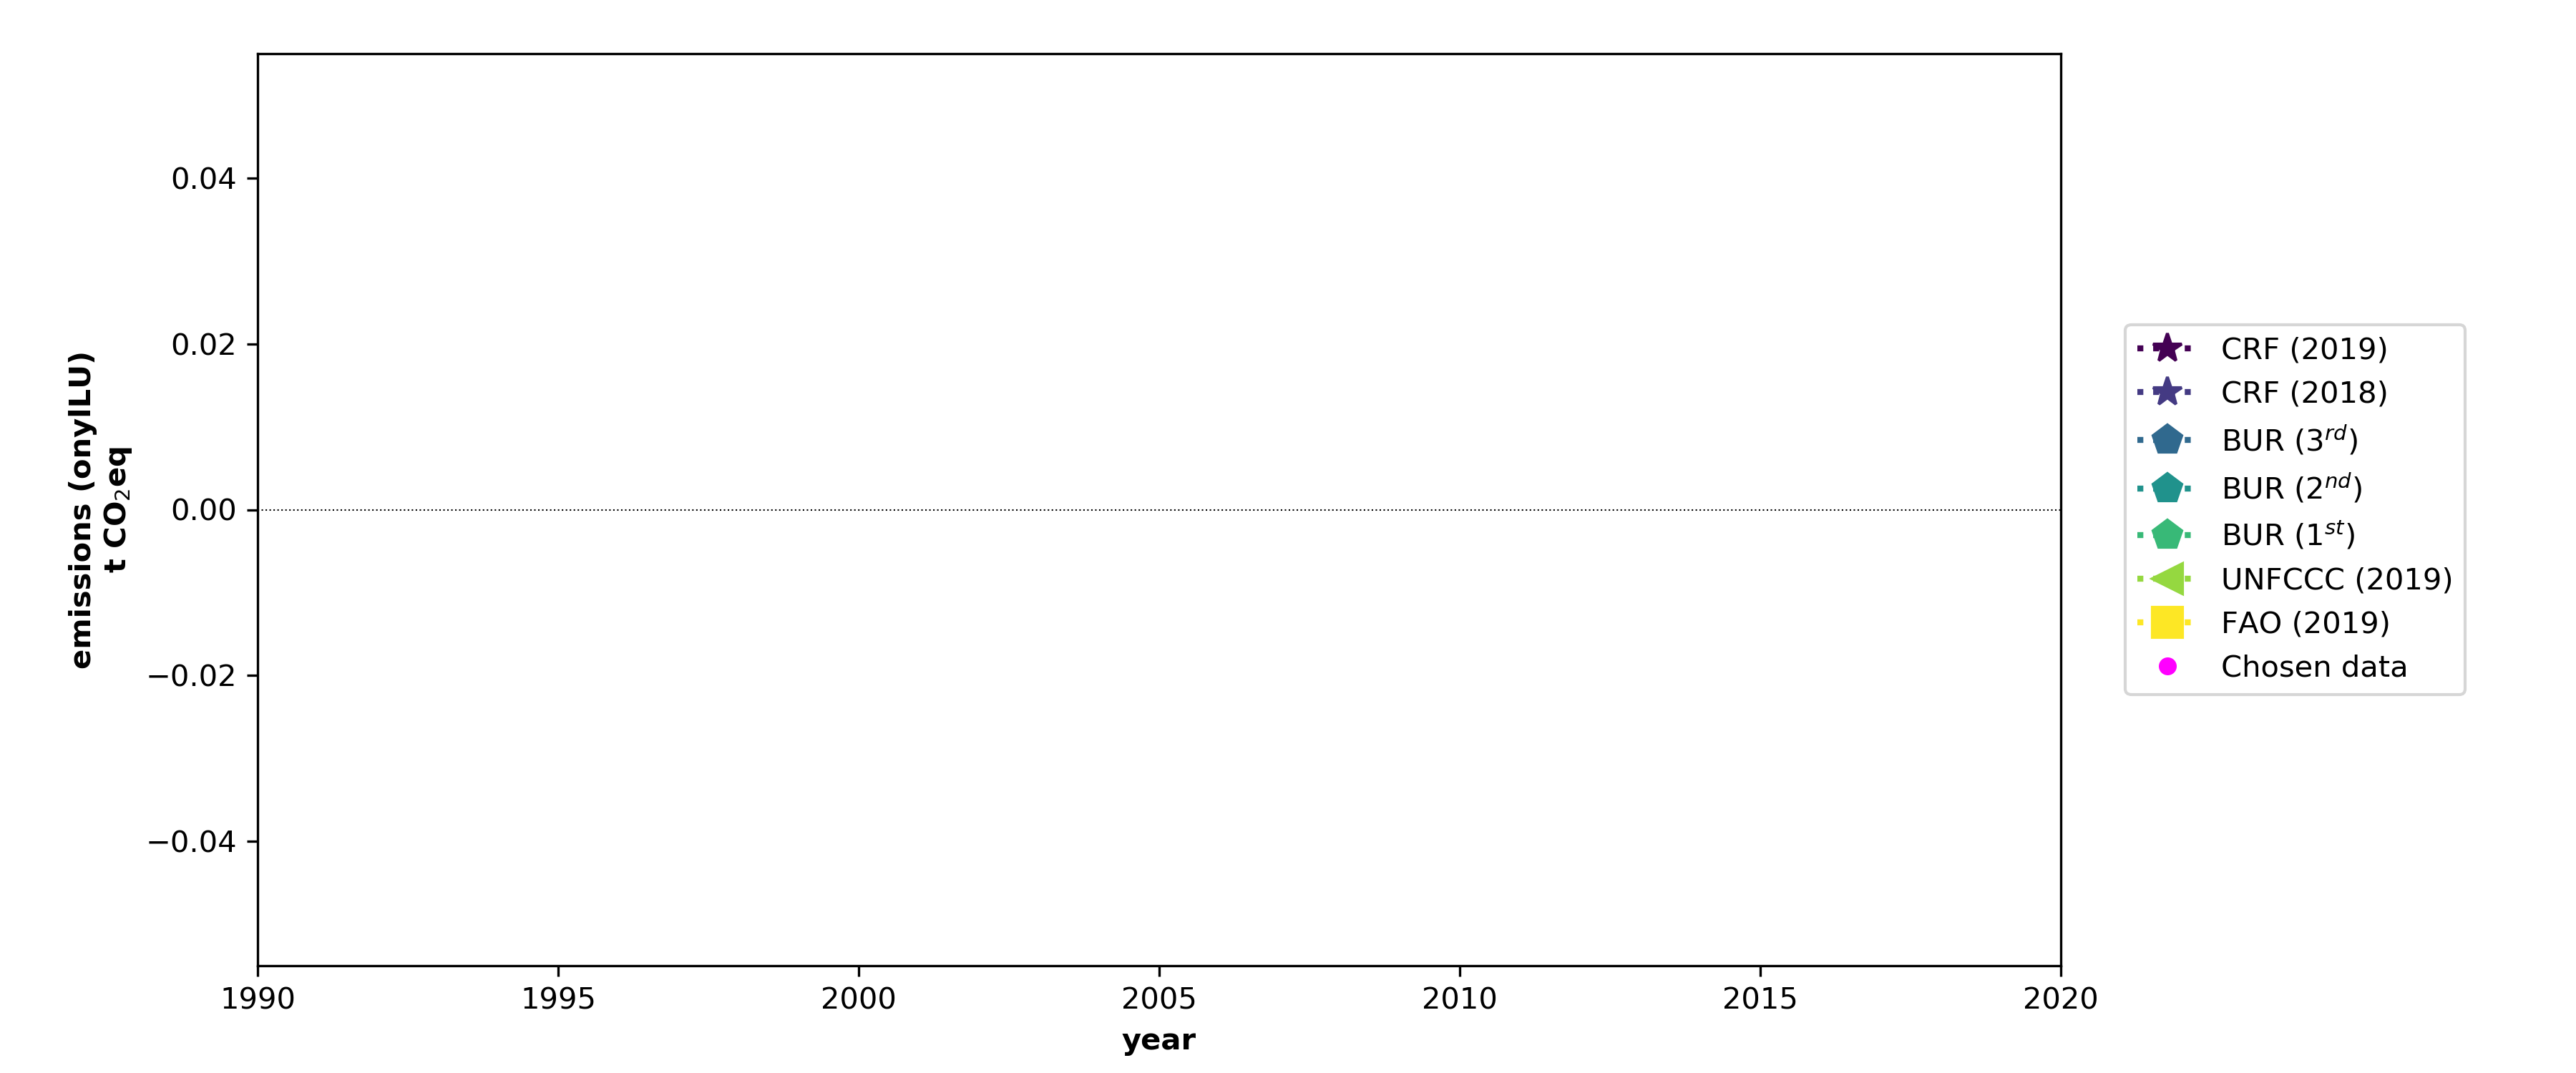 emissions (onylLU)
t CO₂eq
0.04
0.02
0.00
−0.02
−0.04
1990 1995 2000 2005 2010 2015 2020
year
CRF (2019)
CRF (2018)
BUR (3rd)
BUR (2nd)
BUR (1st)
UNFCCC (2019)
FAO (2019)
Chosen data